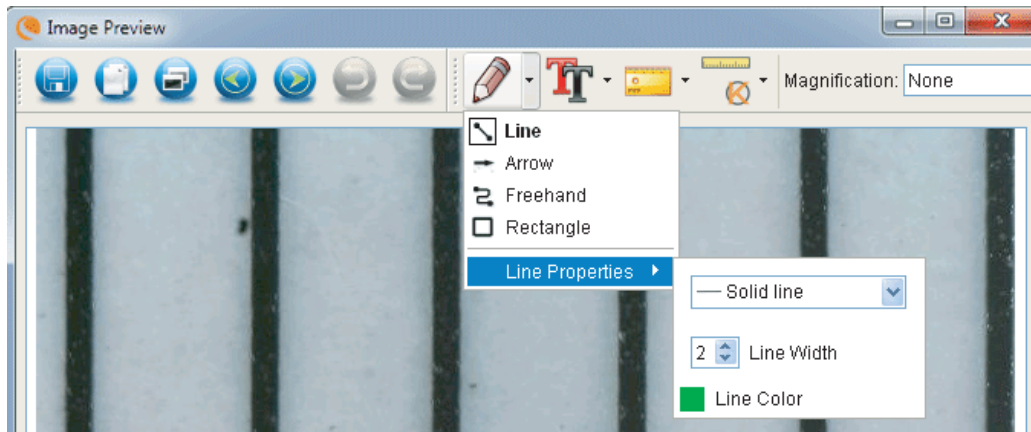 Image Preview
Magnification: None
Line
Arrow
Freehand
Rectangle
Line Properties
Solid line
2 Line Width
Line Color